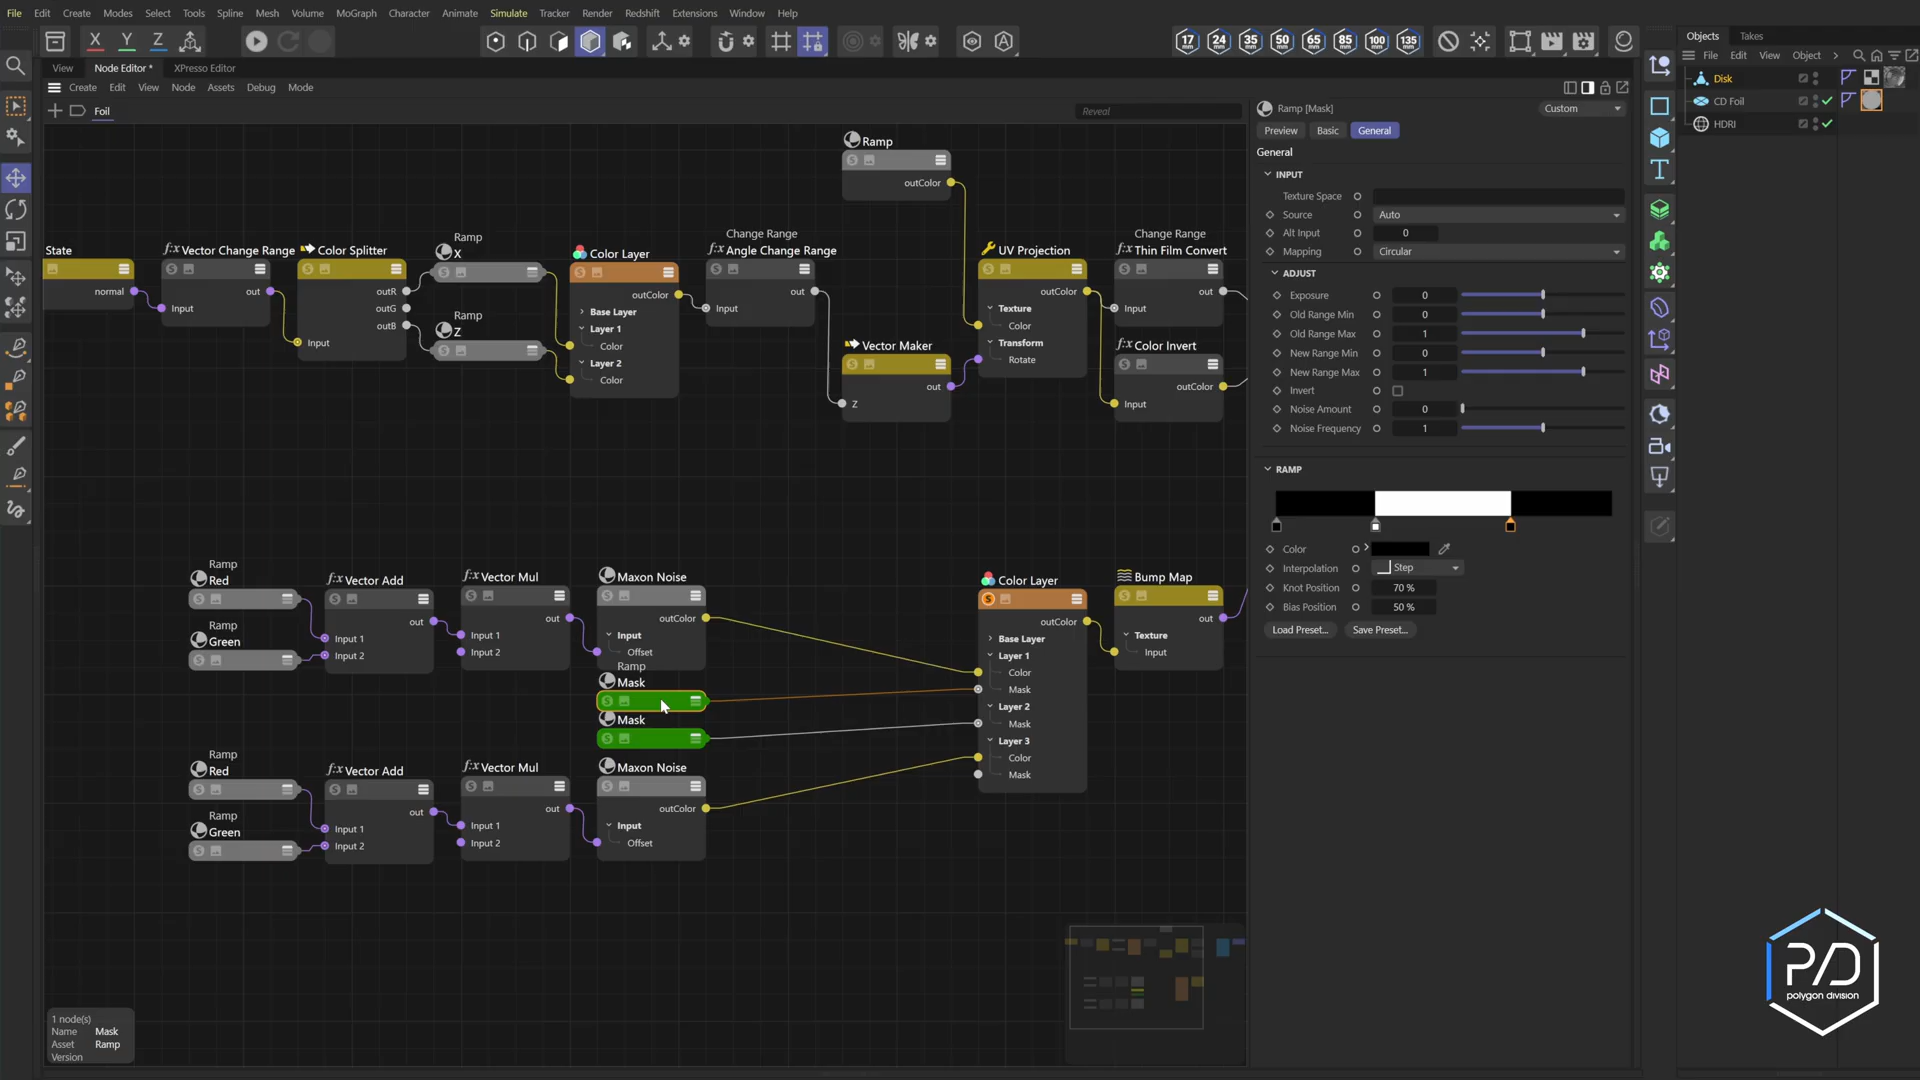 File Edit Create Modes Select Tools Spline Mesh Volume MoGraph Character Animate Simulate Tracker Render Redshift Extensions Window Help
X Y Z
17 mm 24 mm 35 mm 50 mm 65 mm 85 mm 100 mm 135 mm
View Node Editor * XPresso Editor
Create Edit View Node Assets Debug Mode
Foil
Reveal
Ramp
outColor
State
normal
Vector Change Range
out
Input
Color Splitter
outR
outG
outB
Input
Ramp
X
Ramp
Z
Color Layer
outColor
Base Layer
Layer 1
Color
Layer 2
Color
Change Range
Angle Change Range
out
Input
Vector Maker
out
Z
UV Projection
outColor
Texture
Color
Transform
Rotate
Change Range
Thin Film Convert
out
Input
Color Invert
outColor
Input
Ramp
Red
Ramp
Green
Vector Add
out
Input 1
Input 2
Vector Mul
out
Input 1
Input 2
Maxon Noise
outColor
Input
Offset
Ramp
Mask
Mask
Ramp
Red
Ramp
Green
Vector Add
out
Input 1
Input 2
Vector Mul
out
Input 1
Input 2
Maxon Noise
outColor
Input
Offset
Color Layer
outColor
Base Layer
Layer 1
Color
Mask
Layer 2
Mask
Layer 3
Color
Mask
Bump Map
out
Texture
Input
1 node(s)
Name Mask
Asset Ramp
Version
Ramp [Mask] Custom
Preview Basic General
General
INPUT
Texture Space
Source Auto
Alt Input 0
Mapping Circular
ADJUST
Exposure 0
Old Range Min 0
Old Range Max 1
New Range Min 0
New Range Max 1
Invert
Noise Amount 0
Noise Frequency 1
RAMP
Color
Interpolation Step
Knot Position 70 %
Bias Position 50 %
Load Preset... Save Preset...
Objects Takes
File Edit View Object
Disk
CD Foil
HDRI
P/D
polygon division